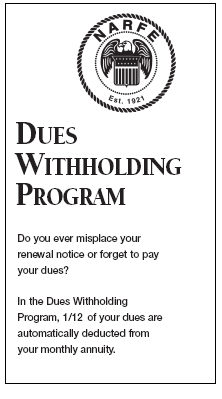 NARFE
Est. 1921
DUES
WITHHOLDING
PROGRAM
Do you ever misplace your
renewal notice or forget to pay
your dues?
In the Dues Withholding
Program, 1/12 of your dues are
automatically deducted from
your monthly annuity.